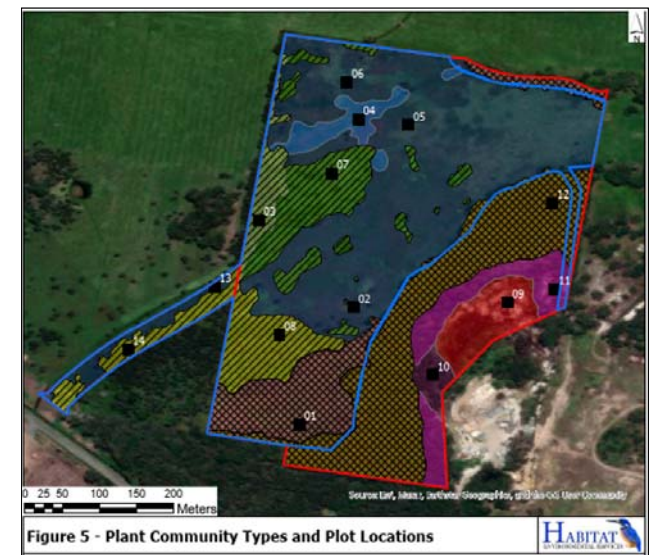 N
06
04
05
07
12
03
13
11
02
09
08
14
10
01
0 25 50 100 150 200
Meters
Source: Esri, Maxar, Earthstar Geographics, and the GIS User Community
Figure 5 - Plant Community Types and Plot Locations
HABITAT
ENVIRONMENTAL SERVICES